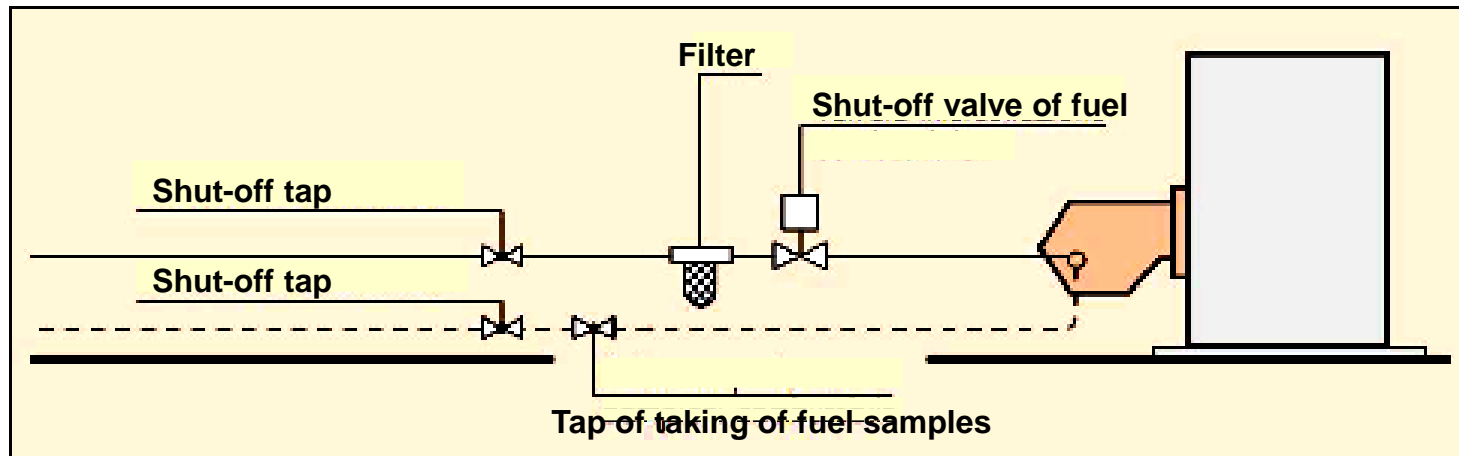 Filter
Shut-off valve of fuel
Shut-off tap
Shut-off tap
Tap of taking of fuel samples